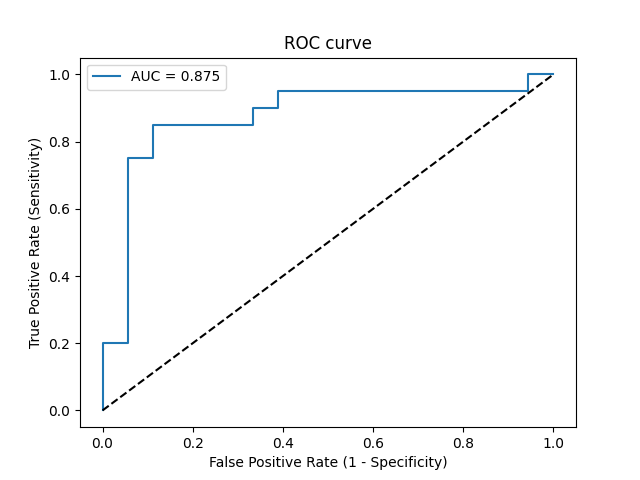 ROC curve
AUC = 0.875
True Positive Rate (Sensitivity)
1.0
0.8
0.6
0.4
0.2
0.0
0.0 0.2 0.4 0.6 0.8 1.0
False Positive Rate (1 - Specificity)